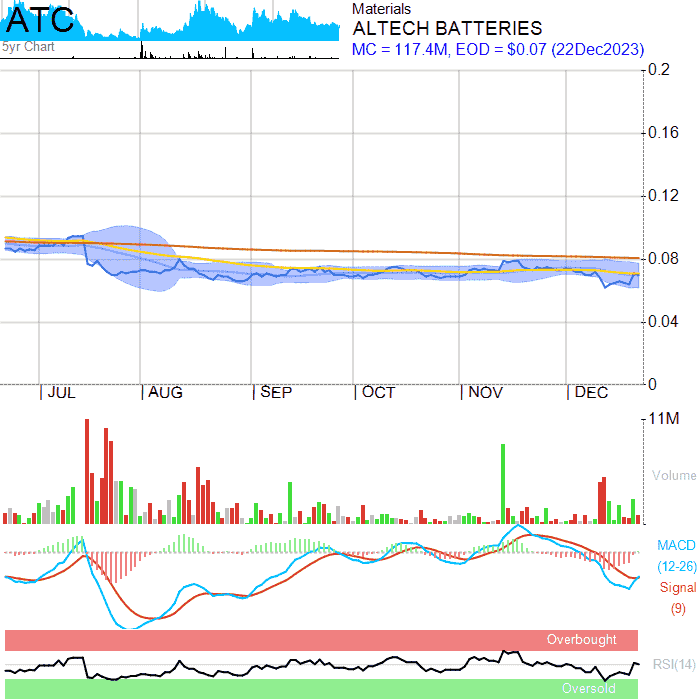 ATC
5yr Chart
Materials
ALTECH BATTERIES
MC = 117.4M, EOD = $0.07 (22Dec2023)
0.2
0.16
0.12
0.08
0.04
0
JUL AUG SEP OCT NOV DEC
11M
Volume
MACD
(12-26)
Signal
(9)
Overbought
RSI(14)
Oversold